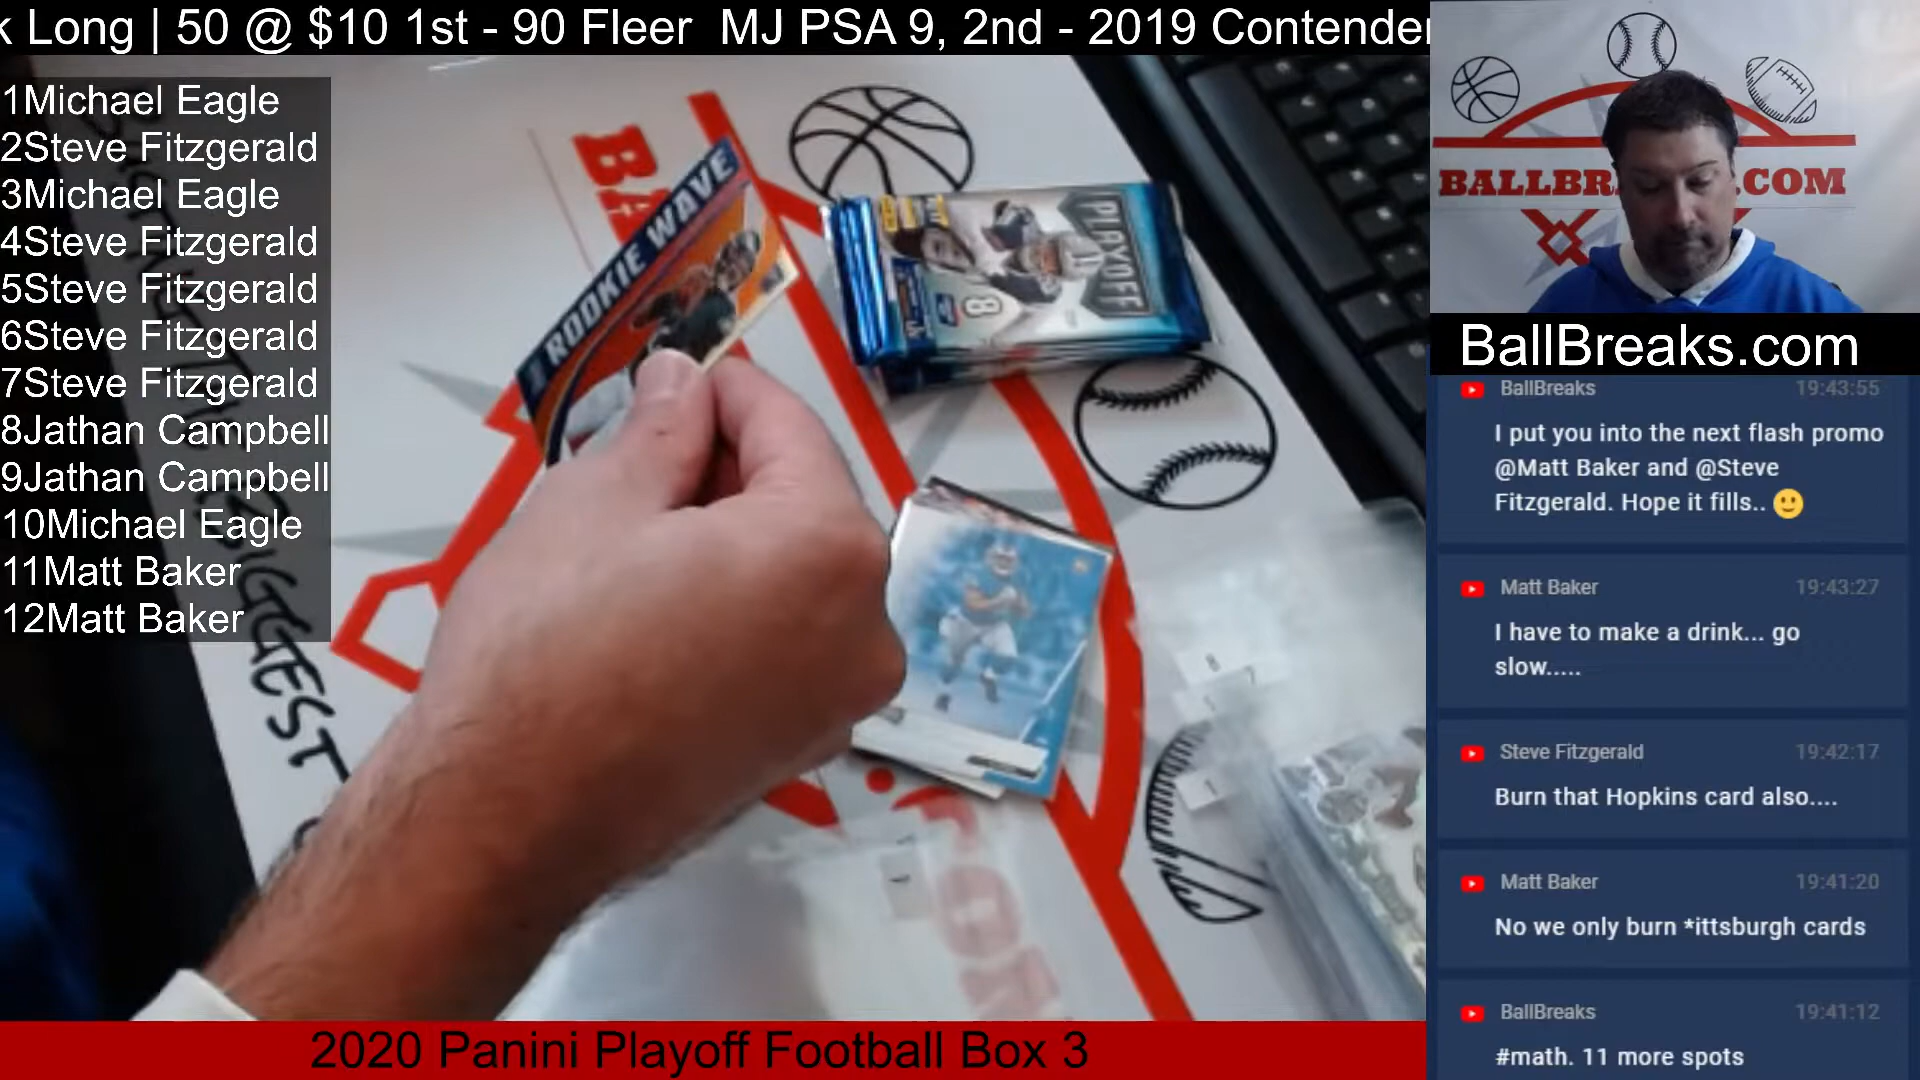 k Long | 50 @ $10 1st - 90 Fleer  MJ PSA 9, 2nd - 2019 Contender
1Michael Eagle
2Steve Fitzgerald
3Michael Eagle
4Steve Fitzgerald
5Steve Fitzgerald
6Steve Fitzgerald
7Steve Fitzgerald
8Jathan Campbell
9Jathan Campbell
10Michael Eagle
11Matt Baker
12Matt Baker
ROOKIE WAVE
PLAYOFF
8
GGEST
2020 Panini Playoff Football Box 3
BALLBR .COM
BallBreaks.com
BallBreaks 19:43:55
I put you into the next flash promo
@Matt Baker and @Steve
Fitzgerald. Hope it fills.. 🙂
Matt Baker 19:43:27
I have to make a drink... go
slow.....
Steve Fitzgerald 19:42:17
Burn that Hopkins card also....
Matt Baker 19:41:20
No we only burn *ittsburgh cards
BallBreaks 19:41:12
#math. 11 more spots